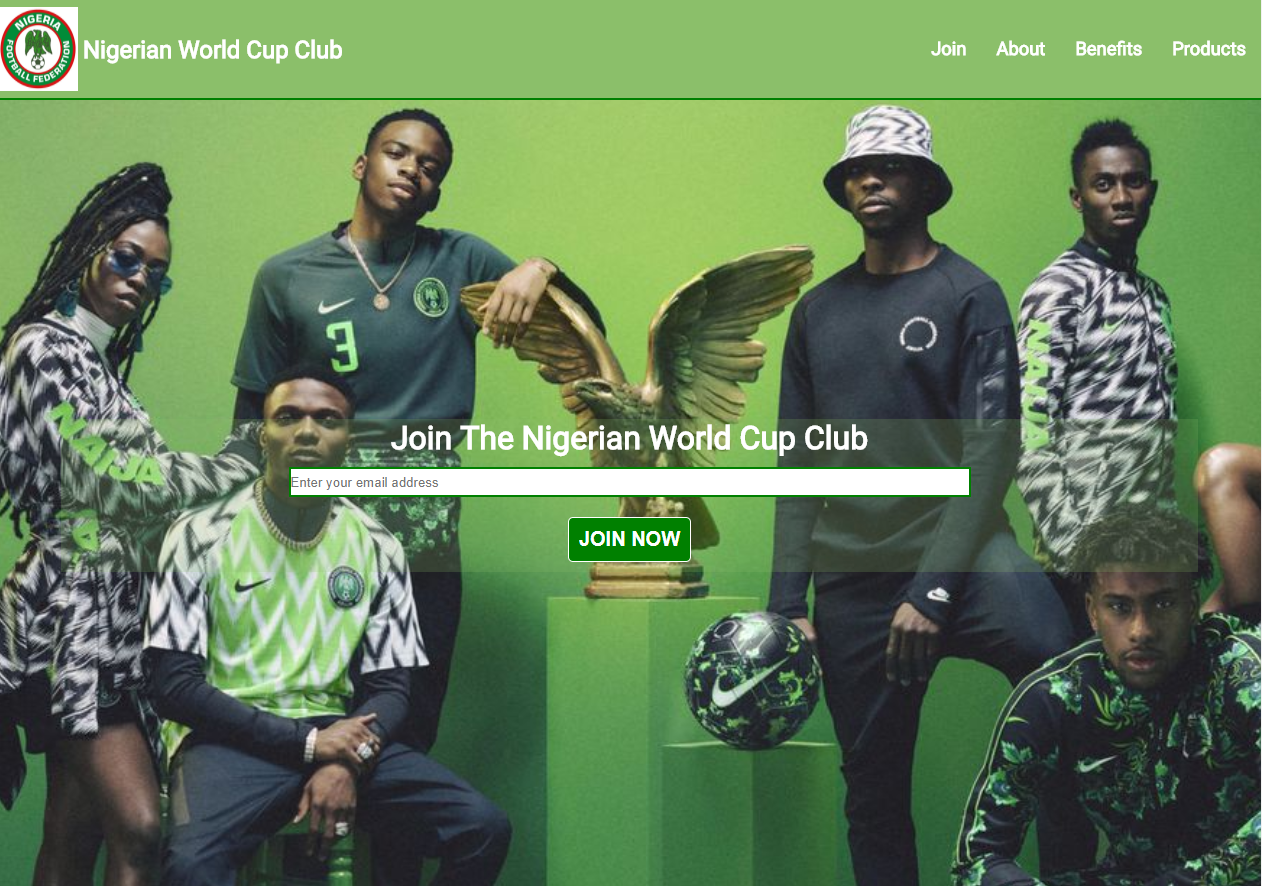 NIGERIA
FOOTBALL FEDERATION
Nigerian World Cup Club
Join
About
Benefits
Products
3
NAIJA
NAIJA
Join The Nigerian World Cup Club
Enter your email address
JOIN NOW